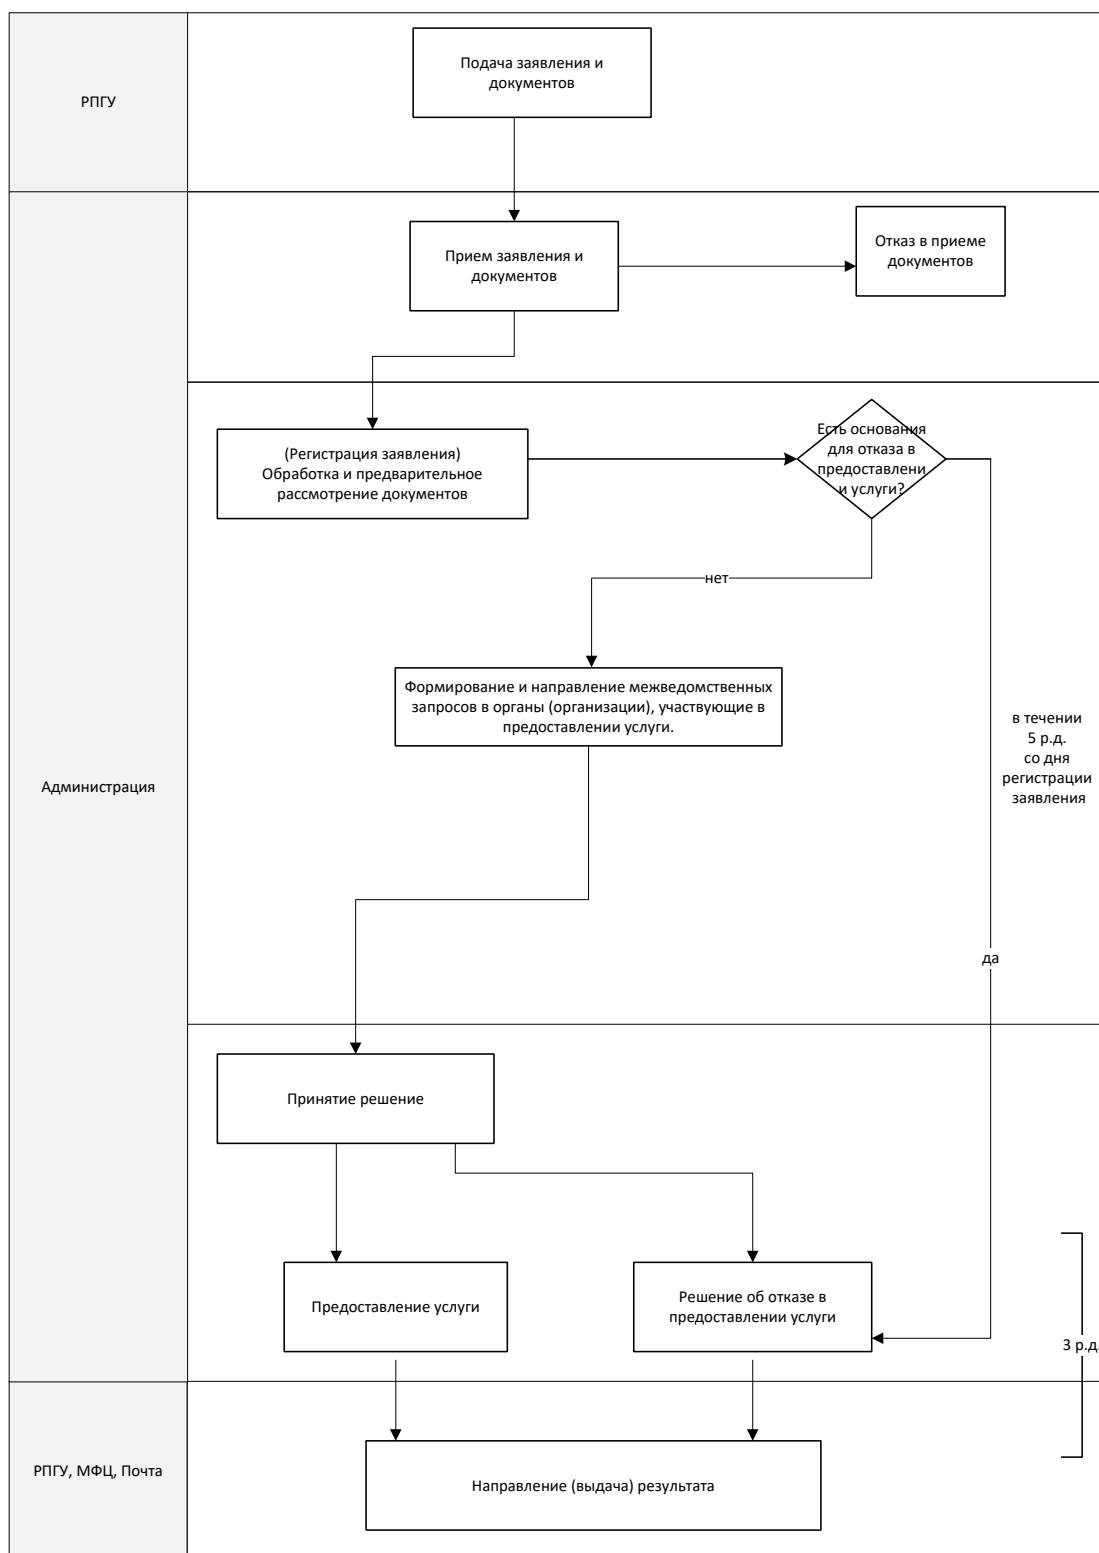 РПГУ
Подача заявления и
документов
Администрация
Прием заявления и
документов
Отказ в приеме
документов
(Регистрация заявления)
Обработка и предварительное
рассмотрение документов
Есть основания
для отказа в
предоставлени
и услуги?
нет
Формирование и направление межведомственных
запросов в органы (организации), участвующие в
предоставлении услуги.
в течении
5 р.д.
со дня
регистрации
заявления
да
Принятие решение
Предоставление услуги
Решение об отказе в
предоставлении услуги
3 р.д.
РПГУ, МФЦ, Почта
Направление (выдача) результата